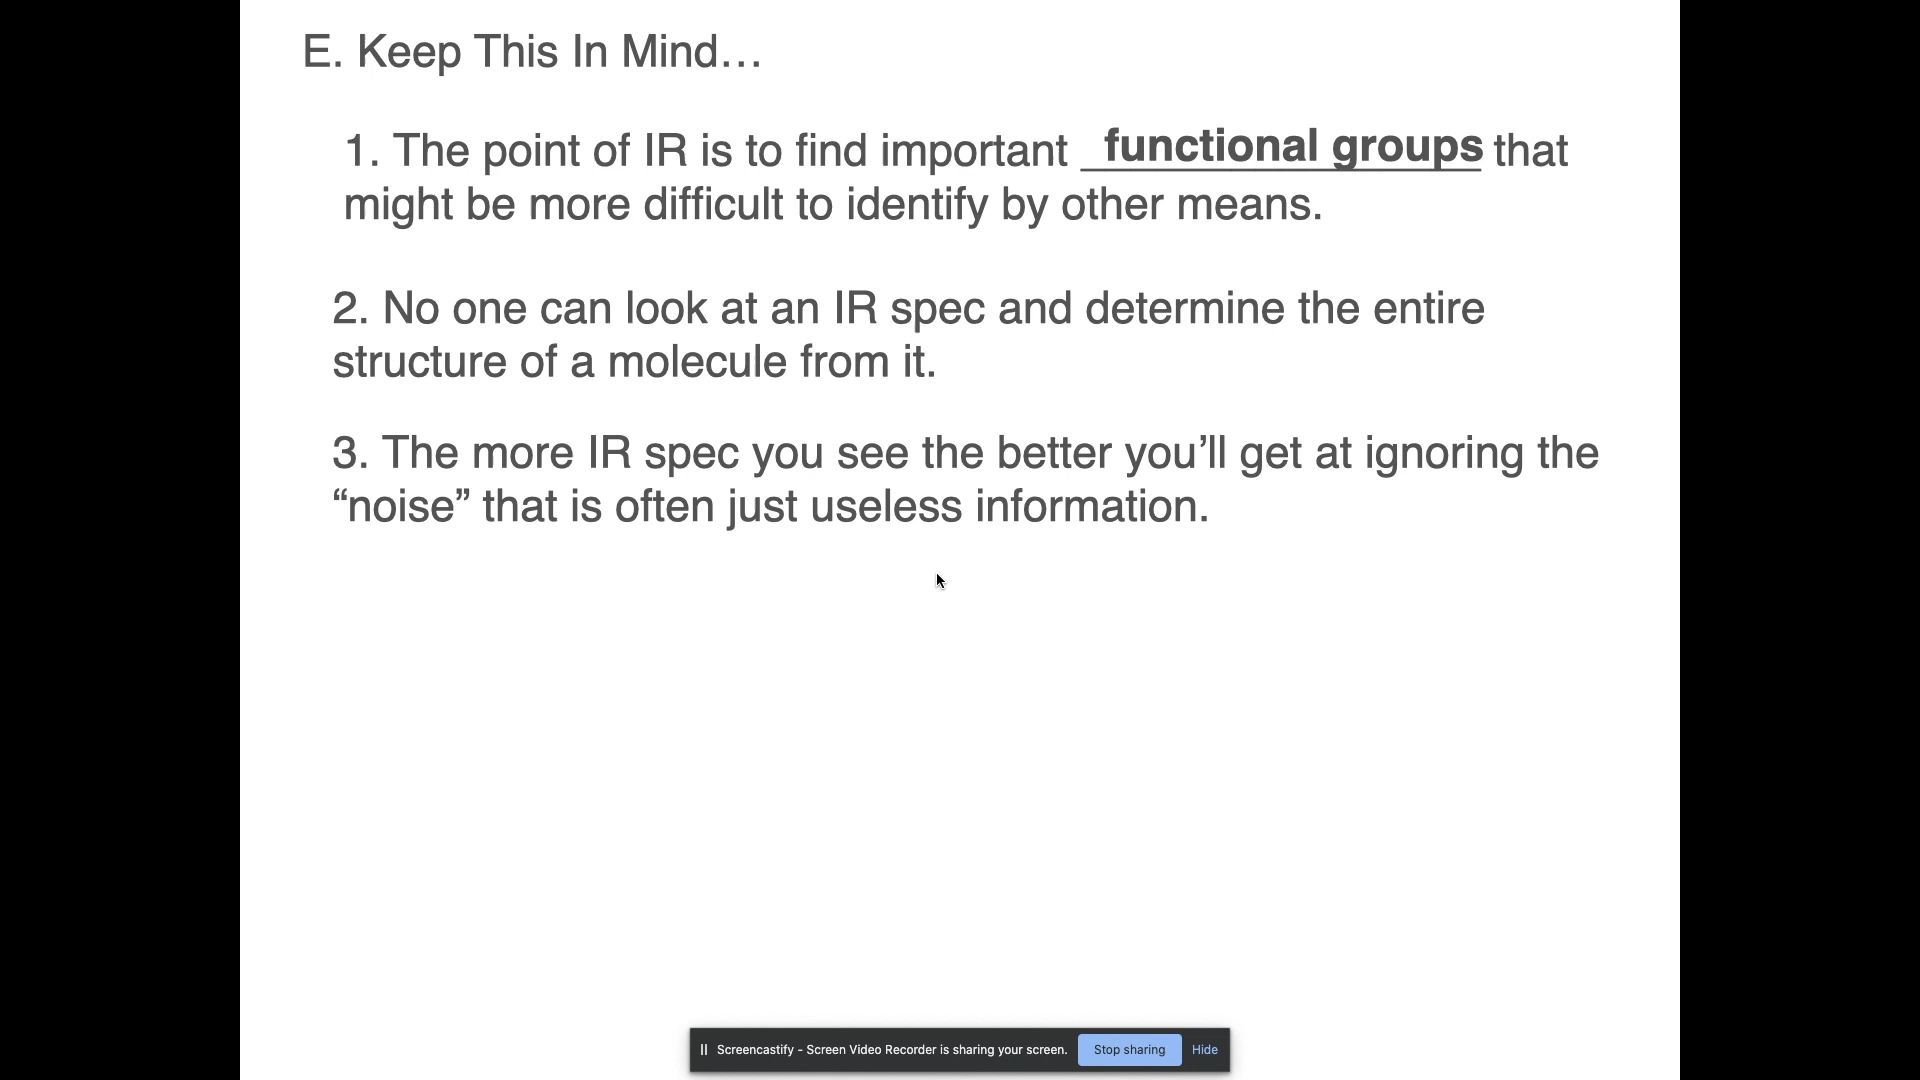 E. Keep This In Mind…
1. The point of IR is to find important functional groups that
might be more difficult to identify by other means.
2. No one can look at an IR spec and determine the entire
structure of a molecule from it.
3. The more IR spec you see the better you’ll get at ignoring the
“noise” that is often just useless information.
Screencastify - Screen Video Recorder is sharing your screen. Stop sharing Hide